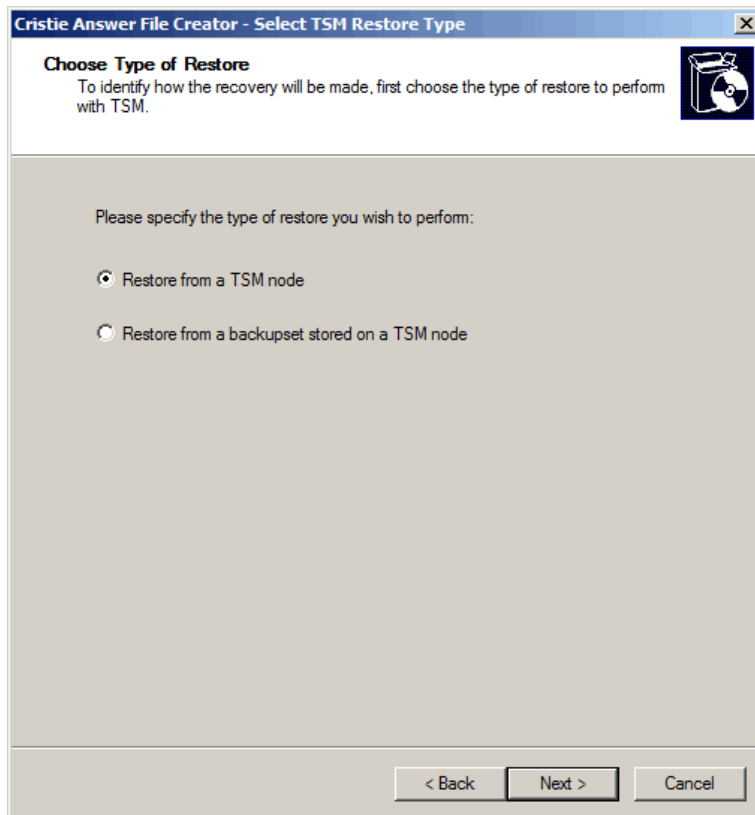 Cristie Answer File Creator - Select TSM Restore Type
Choose Type of Restore
To identify how the recovery will be made, first choose the type of restore to perform
with TSM.
Please specify the type of restore you wish to perform:
Restore from a TSM node
Restore from a backupset stored on a TSM node
< Back
Next >
Cancel